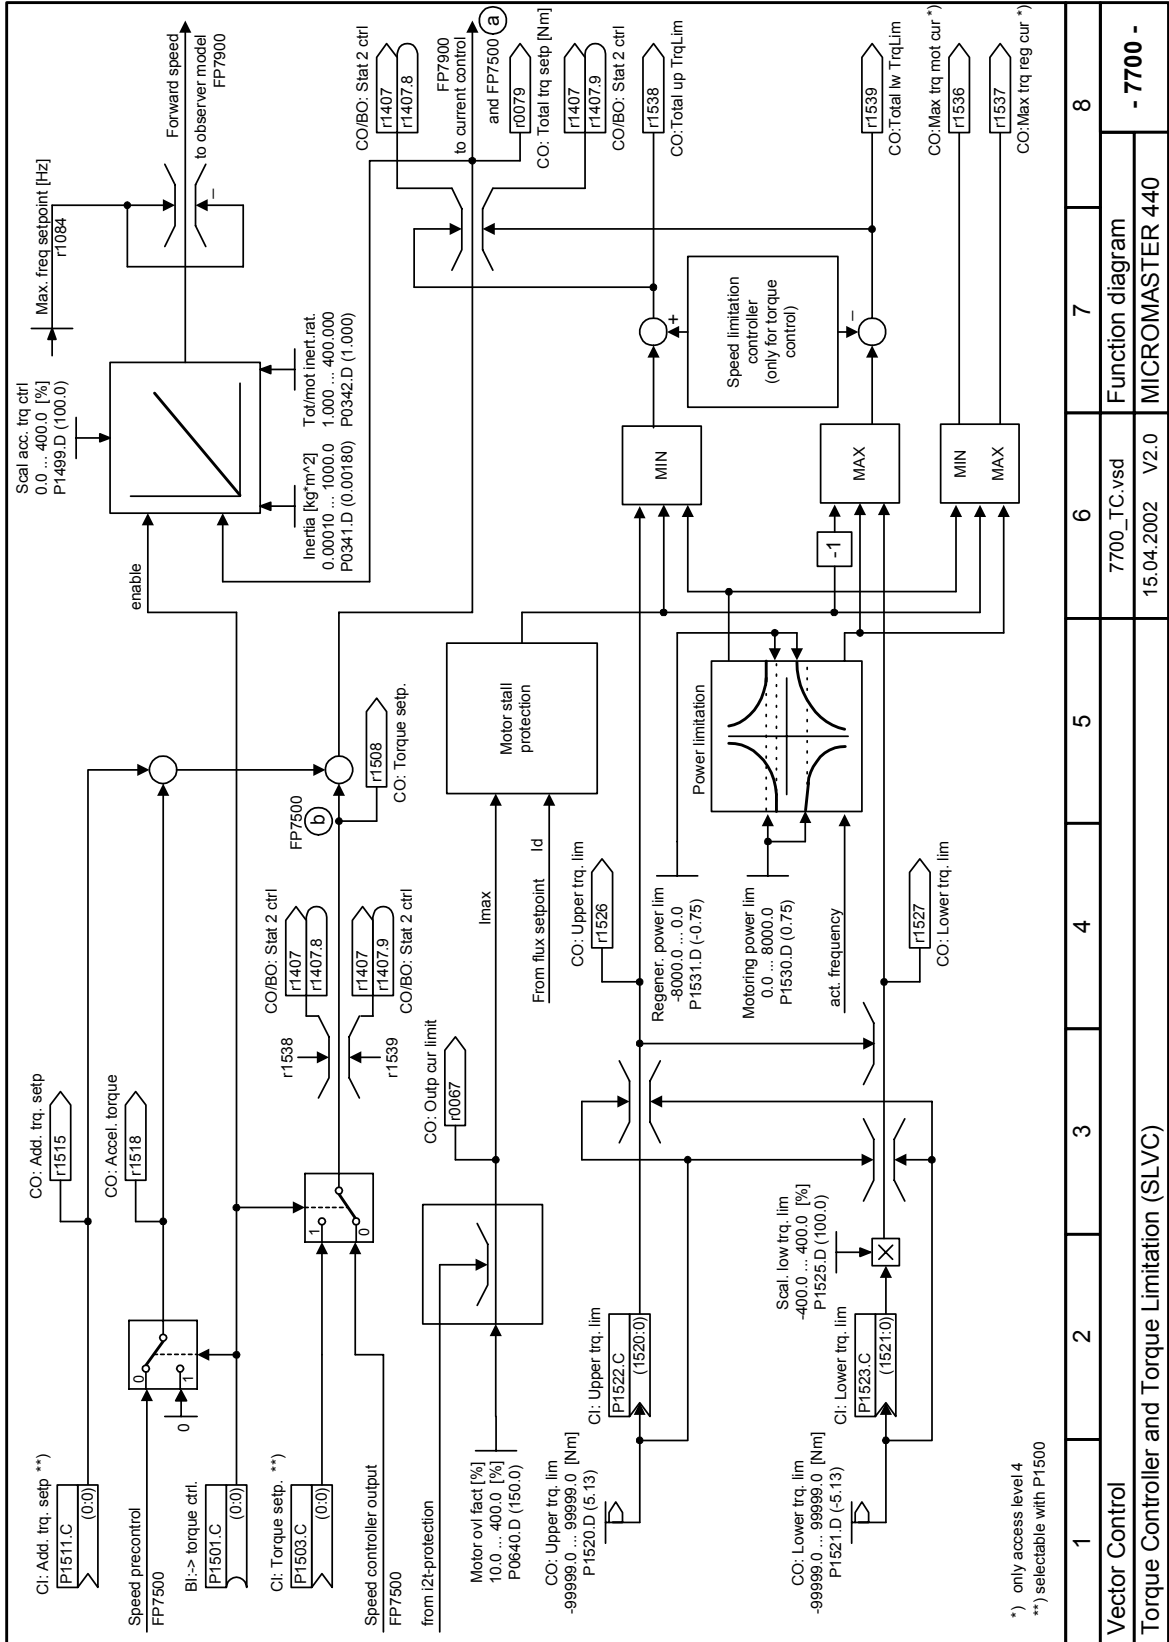 CI: Add. trq. setp **)
P1511.C
(0:0)
CO: Add. trq. setp
r1515
Speed precontrol
FP7500
0
1
0
CO: Accel. torque
r1518
BI:-> torque ctrl.
P1501.C
(0:0)
CI: Torque setp. **)
P1503.C
(0:0)
Speed controller output
FP7500
1
0
enable
Scal acc. trq ctrl
0.0 ... 400.0 [%]
P1499.D (100.0)
Inertia [kg*m^2]
0.00010 ... 1000.0
P0341.D (0.00180)
Tot/mot inert.rat.
1.000 ... 400.000
P0342.D (1.000)
Max. freq setpoint [Hz]
r1084
–
Forward speed
to observer model
FP7900
r1538
r1539
CO/BO: Stat 2 ctrl
r1407
r1407.8
r1407
r1407.9
CO/BO: Stat 2 ctrl
FP7500
b
r1508
CO: Torque setp.
CO/BO: Stat 2 ctrl
r1407
r1407.8
FP7900
to current control
and FP7500
a
r0079
CO: Total trq setp [Nm]
r1407
r1407.9
CO/BO: Stat 2 ctrl
from i2t-protection
Motor ovl fact [%]
10.0 ... 400.0 [%]
P0640.D (150.0)
CO: Outp cur limit
r0067
Imax
From flux setpoint
Id
Motor stall
protection
CO: Upper trq. lim
-99999.0 ... 99999.0 [Nm]
P1520.D (5.13)
CI: Upper trq. lim
P1522.C
(1520:0)
CO: Upper trq. lim
r1526
Regener. power lim
-8000.0 ... 0.0
P1531.D (-0.75)
Motoring power lim
0.0 ... 8000.0
P1530.D (0.75)
act. frequency
Power limitation
MIN
+
r1538
CO:Total up TrqLim
Speed limitation
controller
(only for torque
control)
–
-1
MAX
r1539
CO:Total lw TrqLim
MIN
MAX
CO:Max trq mot cur *)
r1536
r1537
CO:Max trq reg cur *)
CO: Lower trq. lim
-99999.0 ... 99999.0 [Nm]
P1521.D (-5.13)
CI: Lower trq. lim
P1523.C
(1521:0)
Scal. low trq. lim
-400.0 ... 400.0 [%]
P1525.D (100.0)
r1527
CO: Lower trq. lim
*) only access level 4
**) selectable with P1500
1 2 3 4 5 6 7 8
Vector Control
7700_TC.vsd
Function diagram
- 7700 -
Torque Controller and Torque Limitation (SLVC)
15.04.2002 V2.0
MICROMASTER 440